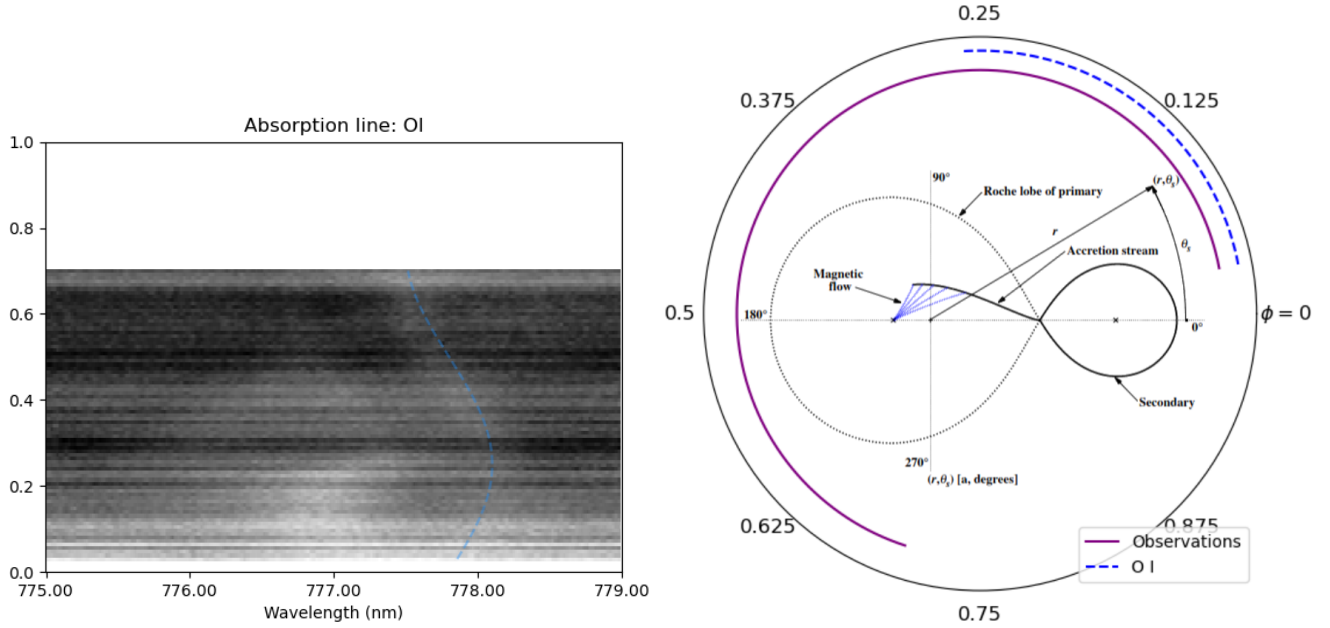 Absorption line: OI
1.0
0.8
0.6
0.4
0.2
0.0
775.00 776.00 777.00 778.00 779.00
Wavelength (nm)
0.25
0.375
0.125
0.5
ϕ = 0
0.625
0.875
0.75
90°
(r,θs)
Roche lobe of primary
r
Accretion stream
θs
Magnetic
flow
180°
0°
Secondary
270°
(r,θs) [a, degrees]
Observations
O I